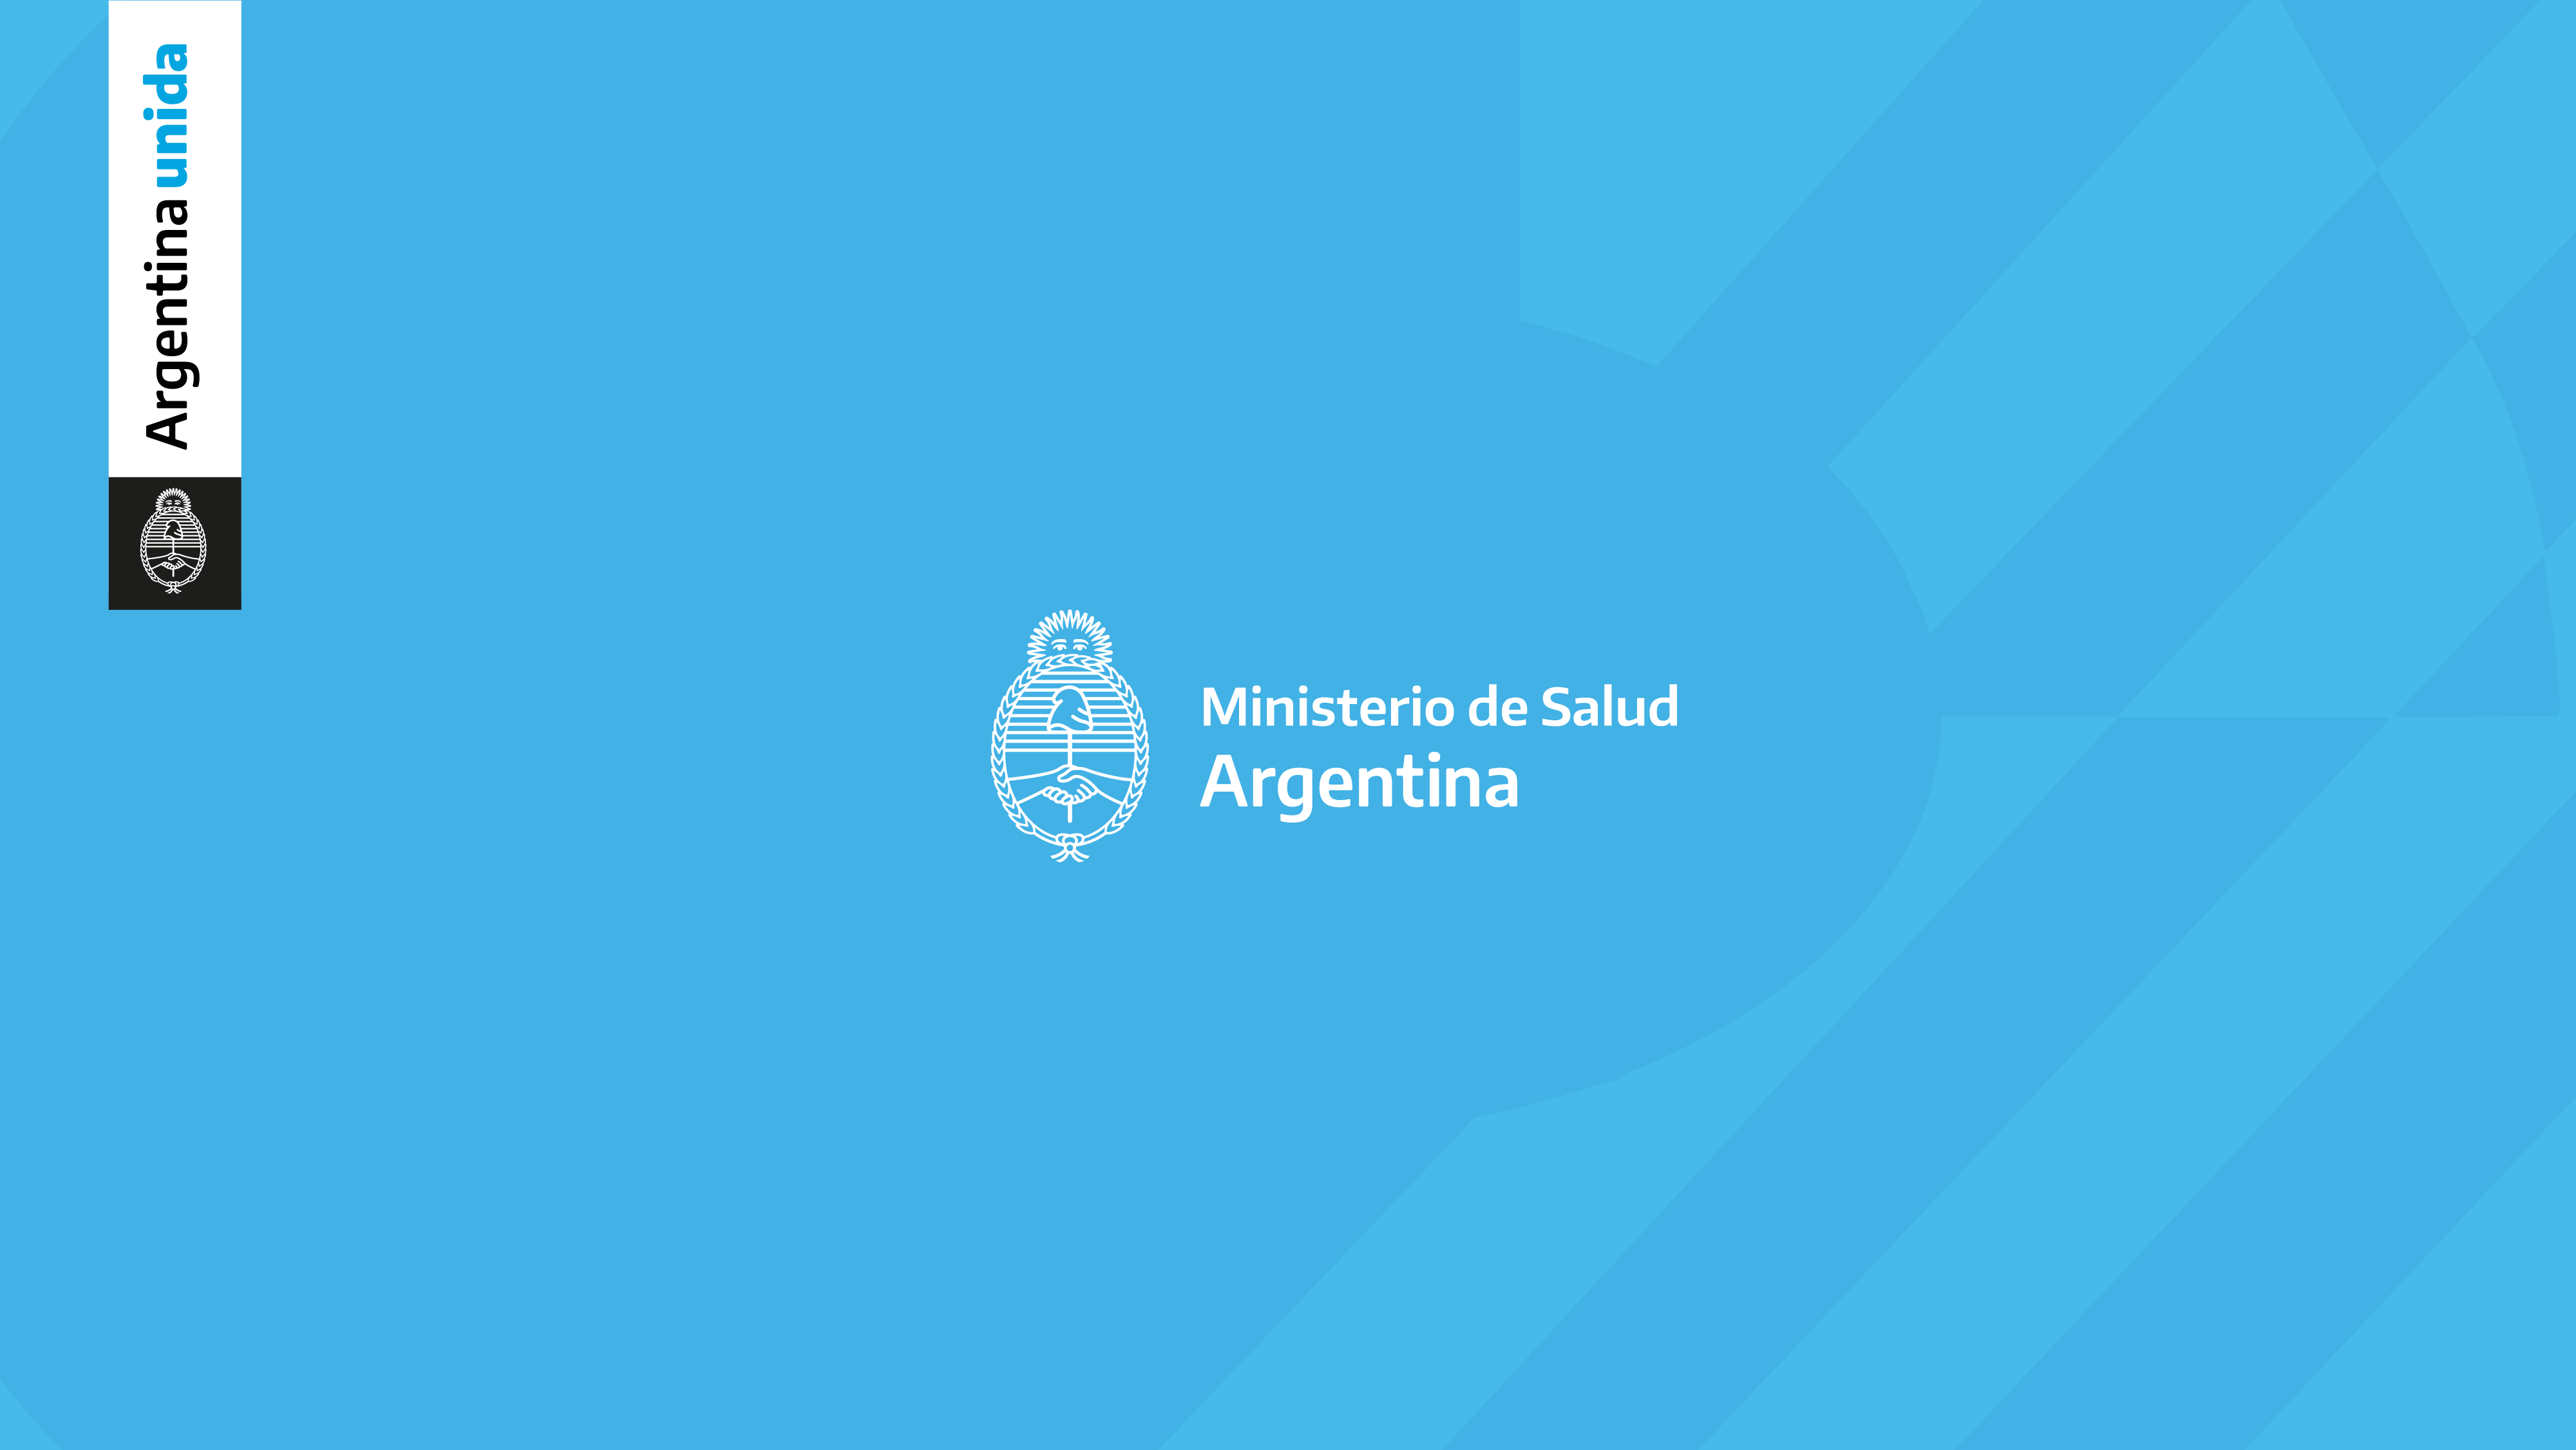 Argentina unida
Ministerio de Salud
Argentina